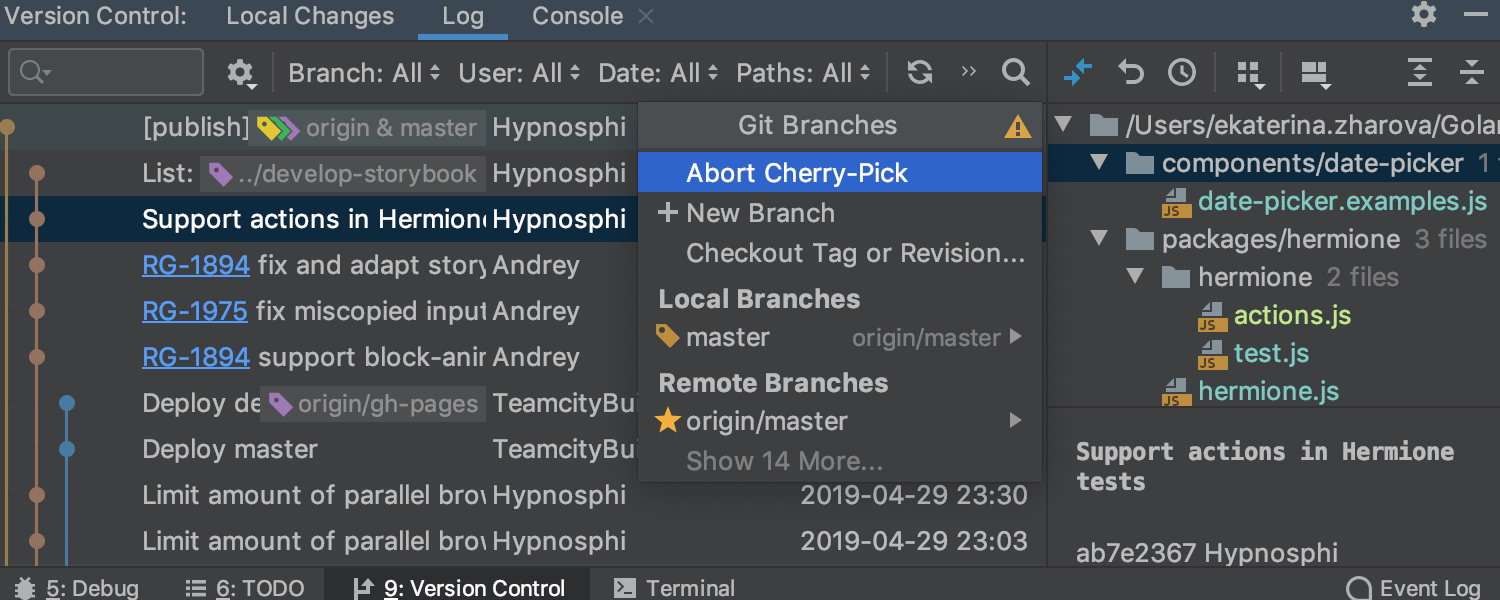 Version Control: Local Changes Log Console
Branch: All User: All Date: All Paths: All
[publish] origin & master Hypnosphi
List: ../develop-storybook Hypnosphi
Support actions in Hermione Hypnosphi
RG-1894 fix and adapt story Andrey
RG-1975 fix miscopied input Andrey
RG-1894 support block-anir Andrey
Deploy de origin/gh-pages TeamcityBu
Deploy master TeamcityBu
Limit amount of parallel brov Hypnosphi 2019-04-29 23:30
Limit amount of parallel brov Hypnosphi 2019-04-29 23:03
Git Branches
Abort Cherry-Pick
New Branch
Checkout Tag or Revision...
Local Branches
master origin/master
Remote Branches
origin/master
Show 14 More...
/Users/ekaterina.zharova/Golan
components/date-picker 1
JS date-picker.examples.js
packages/hermione 3 files
hermione 2 files
JS actions.js
JS test.js
JS hermione.js
Support actions in Hermione
tests
ab7e2367 Hypnosphi
5: Debug 6: TODO 9: Version Control Terminal Event Log